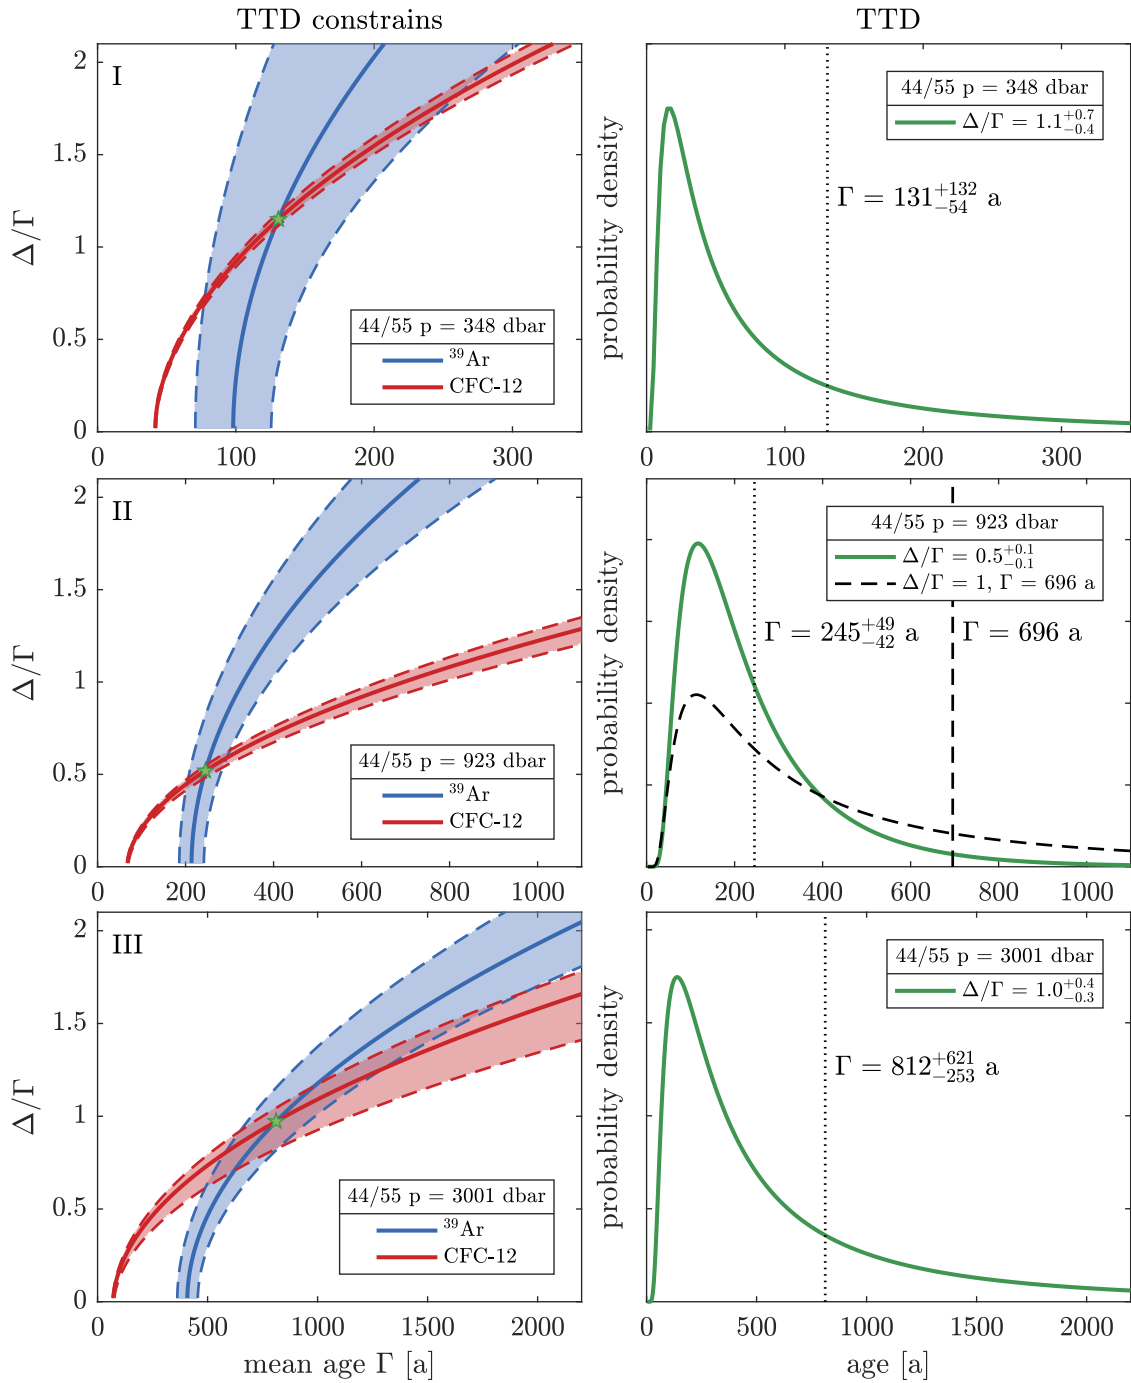 TTD constrains
TTD
I
Δ/Γ
2
1.5
1
0.5
0
44/55 p = 348 dbar
³⁹Ar
CFC-12
0 100 200 300
probability density
44/55 p = 348 dbar
Δ/Γ = 1.1 +0.7 −0.4
Γ = 131 +132 −54 a
0 100 200 300
II
Δ/Γ
2
1.5
1
0.5
0
44/55 p = 923 dbar
³⁹Ar
CFC-12
0 200 400 600 800 1000
probability density
44/55 p = 923 dbar
Δ/Γ = 0.5 +0.1 −0.1
Δ/Γ = 1, Γ = 696 a
Γ = 245 +49 −42 a
Γ = 696 a
0 200 400 600 800 1000
III
Δ/Γ
2
1.5
1
0.5
0
44/55 p = 3001 dbar
³⁹Ar
CFC-12
0 500 1000 1500 2000
mean age Γ [a]
probability density
44/55 p = 3001 dbar
Δ/Γ = 1.0 +0.4 −0.3
Γ = 812 +621 −253 a
0 500 1000 1500 2000
age [a]